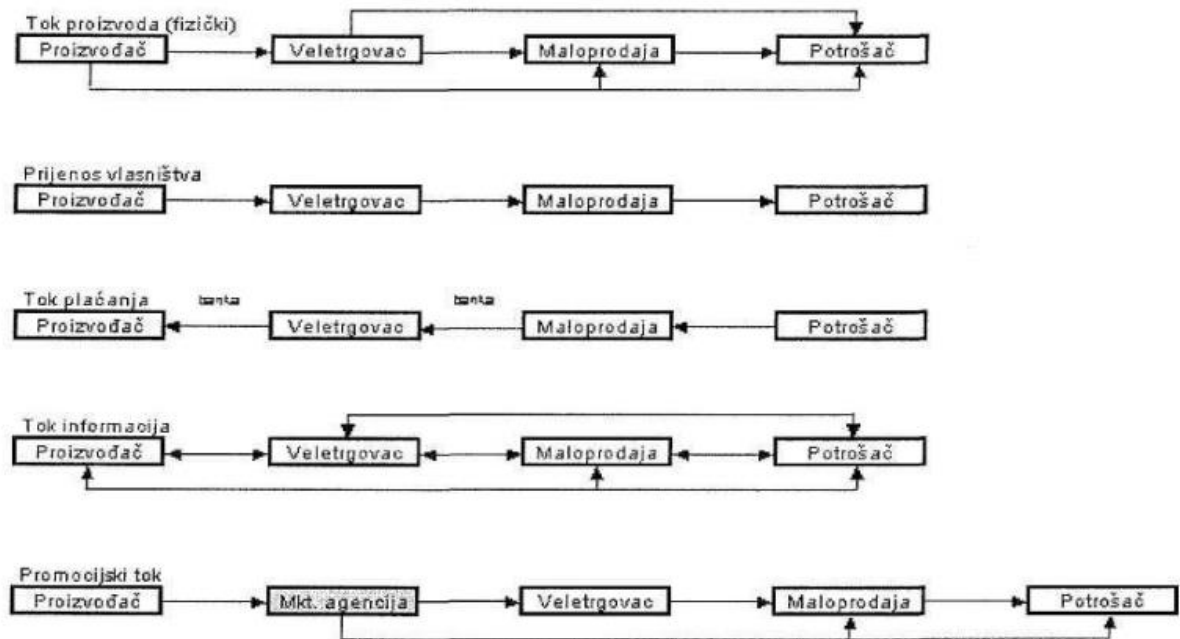 Tok proizvoda (fizički)
Proizvođač Veletrgovac Maloprodaja Potrošač
Prijenos vlasništva
Proizvođač Veletrgovac Maloprodaja Potrošač
Tok plaćanja banka banka
Proizvođač Veletrgovac Maloprodaja Potrošač
Tok informacija
Proizvođač Veletrgovac Maloprodaja Potrošač
Promocijski tok
Proizvođač Mkt. agencija Veletrgovac Maloprodaja Potrošač